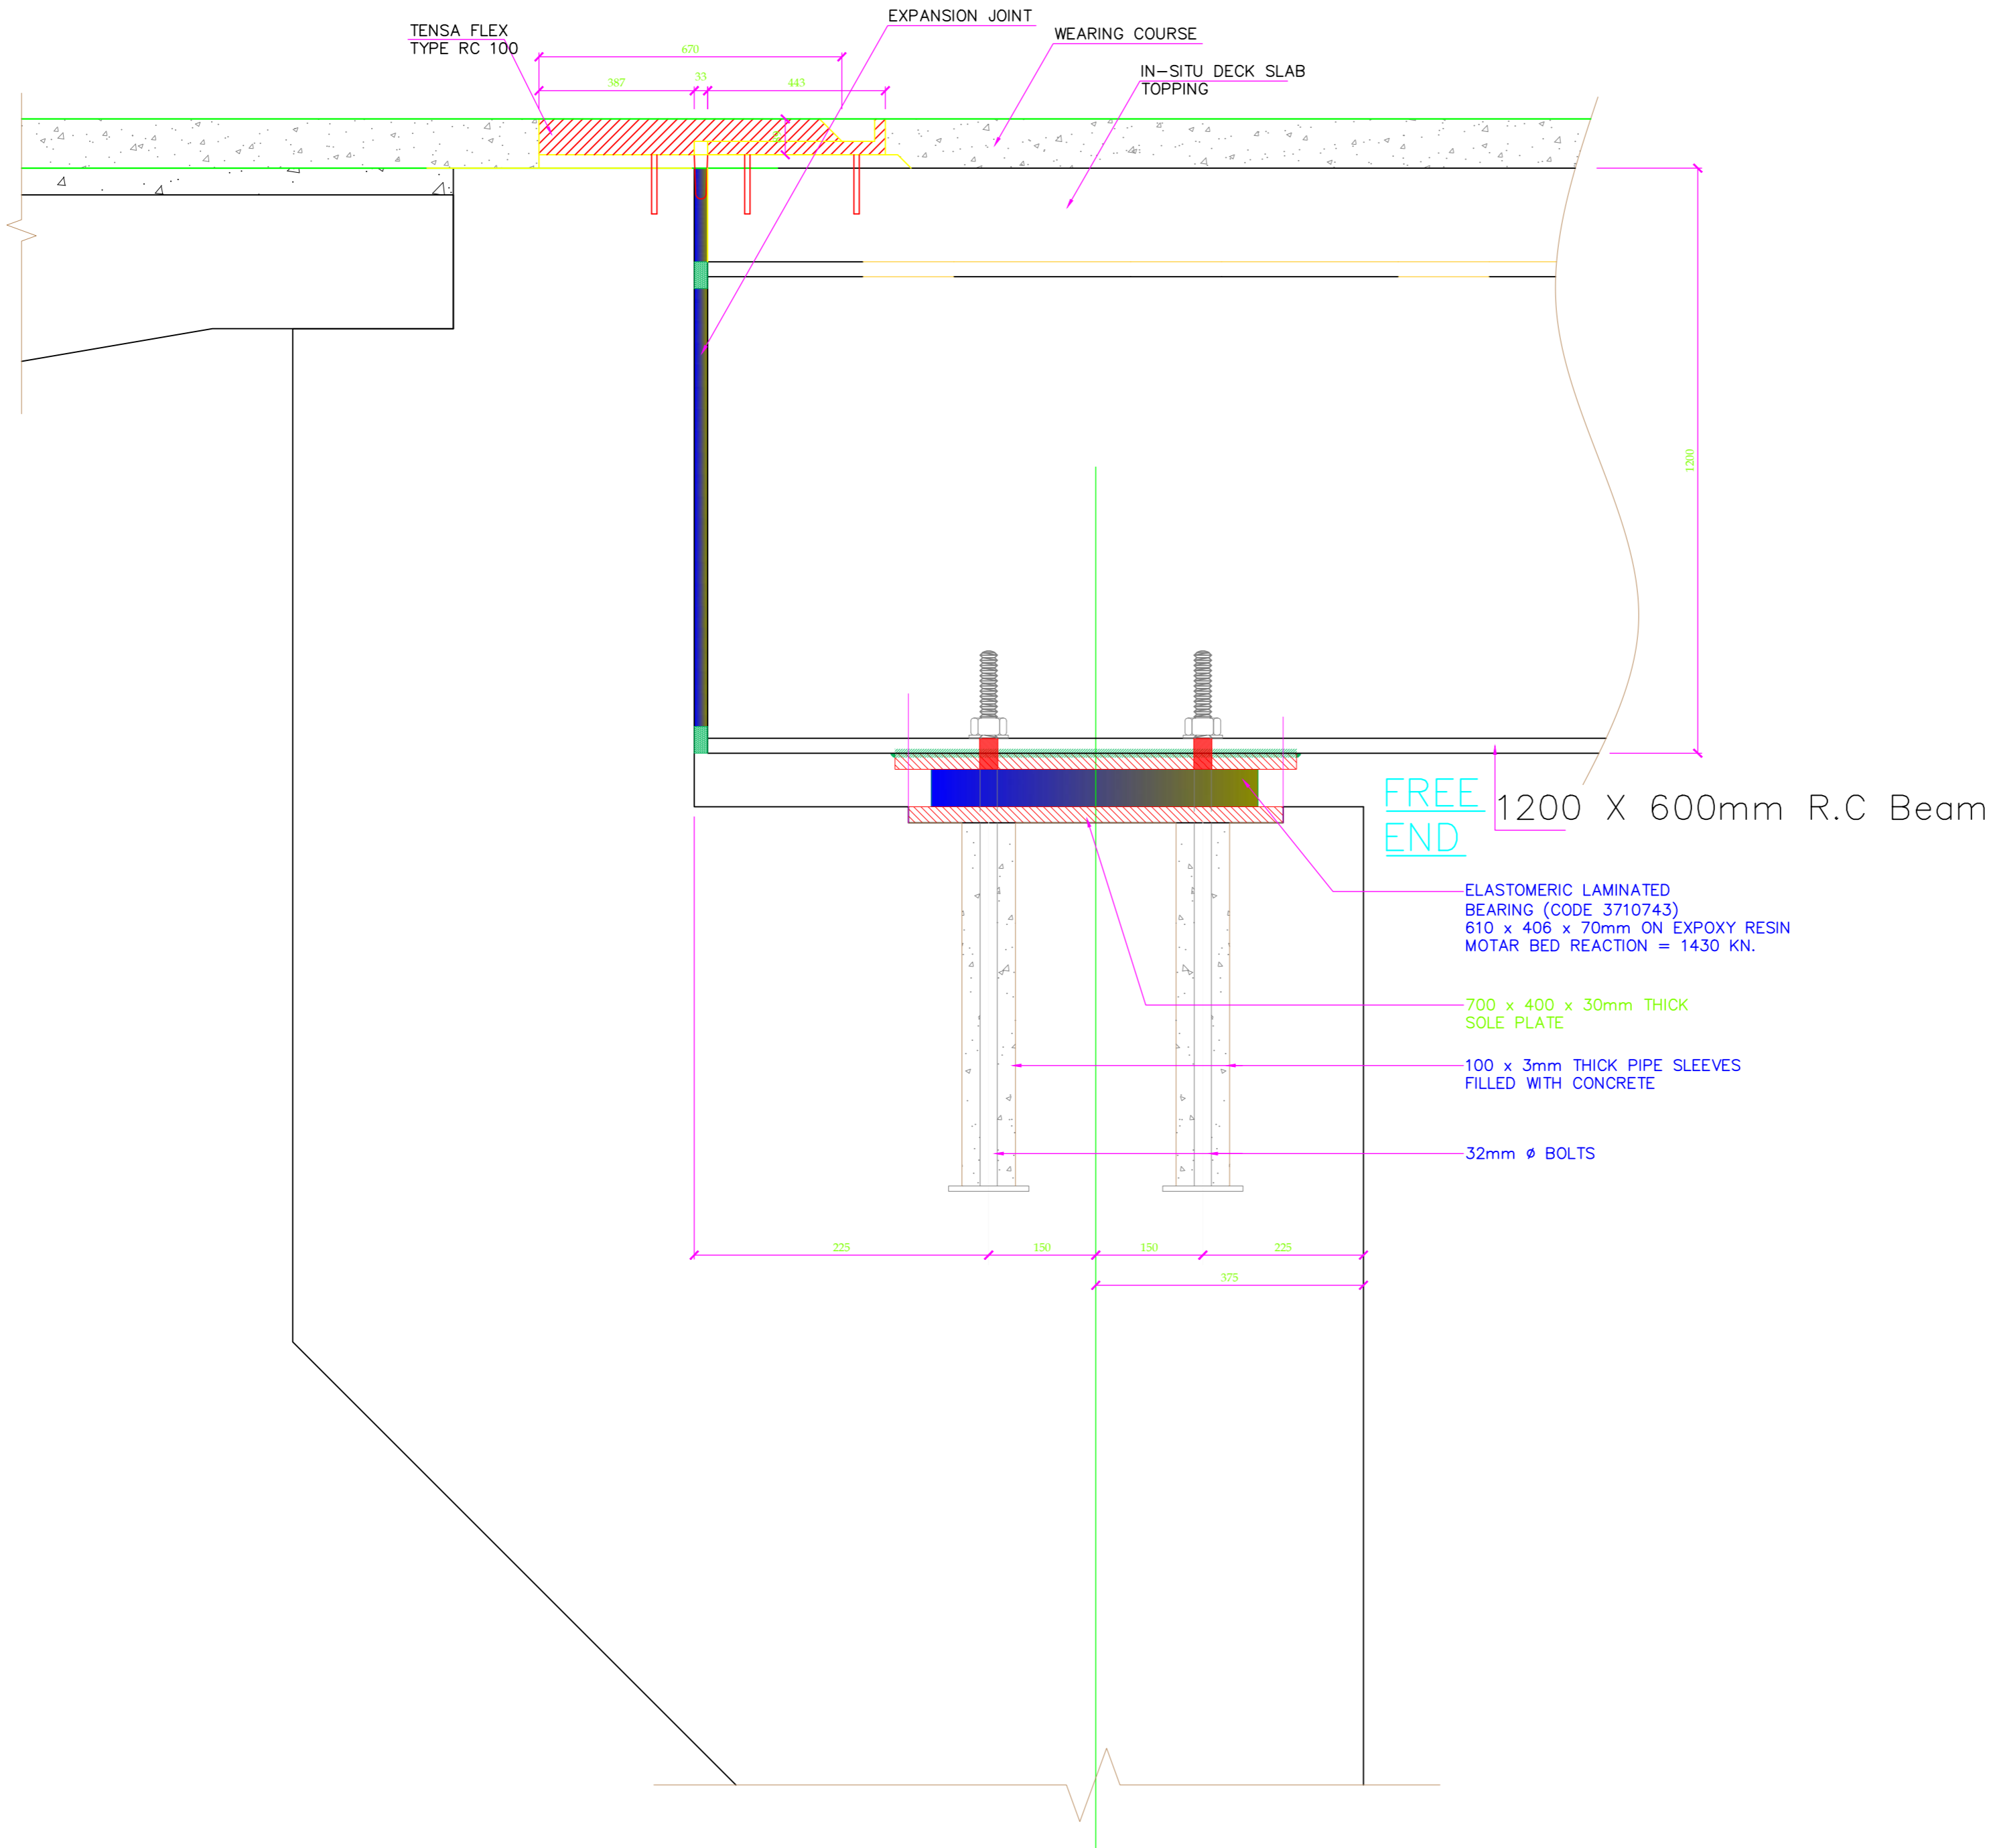 EXPANSION JOINT
TENSA FLEX
TYPE RC 100
WEARING COURSE
670
IN-SITU DECK SLAB
TOPPING
387
33
443
1200
FREE
END
1200 X 600mm R.C Beam
ELASTOMERIC LAMINATED
BEARING (CODE 3710743)
610 x 406 x 70mm ON EXPOXY RESIN
MOTAR BED REACTION = 1430 KN.
700 x 400 x 30mm THICK
SOLE PLATE
100 x 3mm THICK PIPE SLEEVES
FILLED WITH CONCRETE
32mm ø BOLTS
225
150
150
225
375